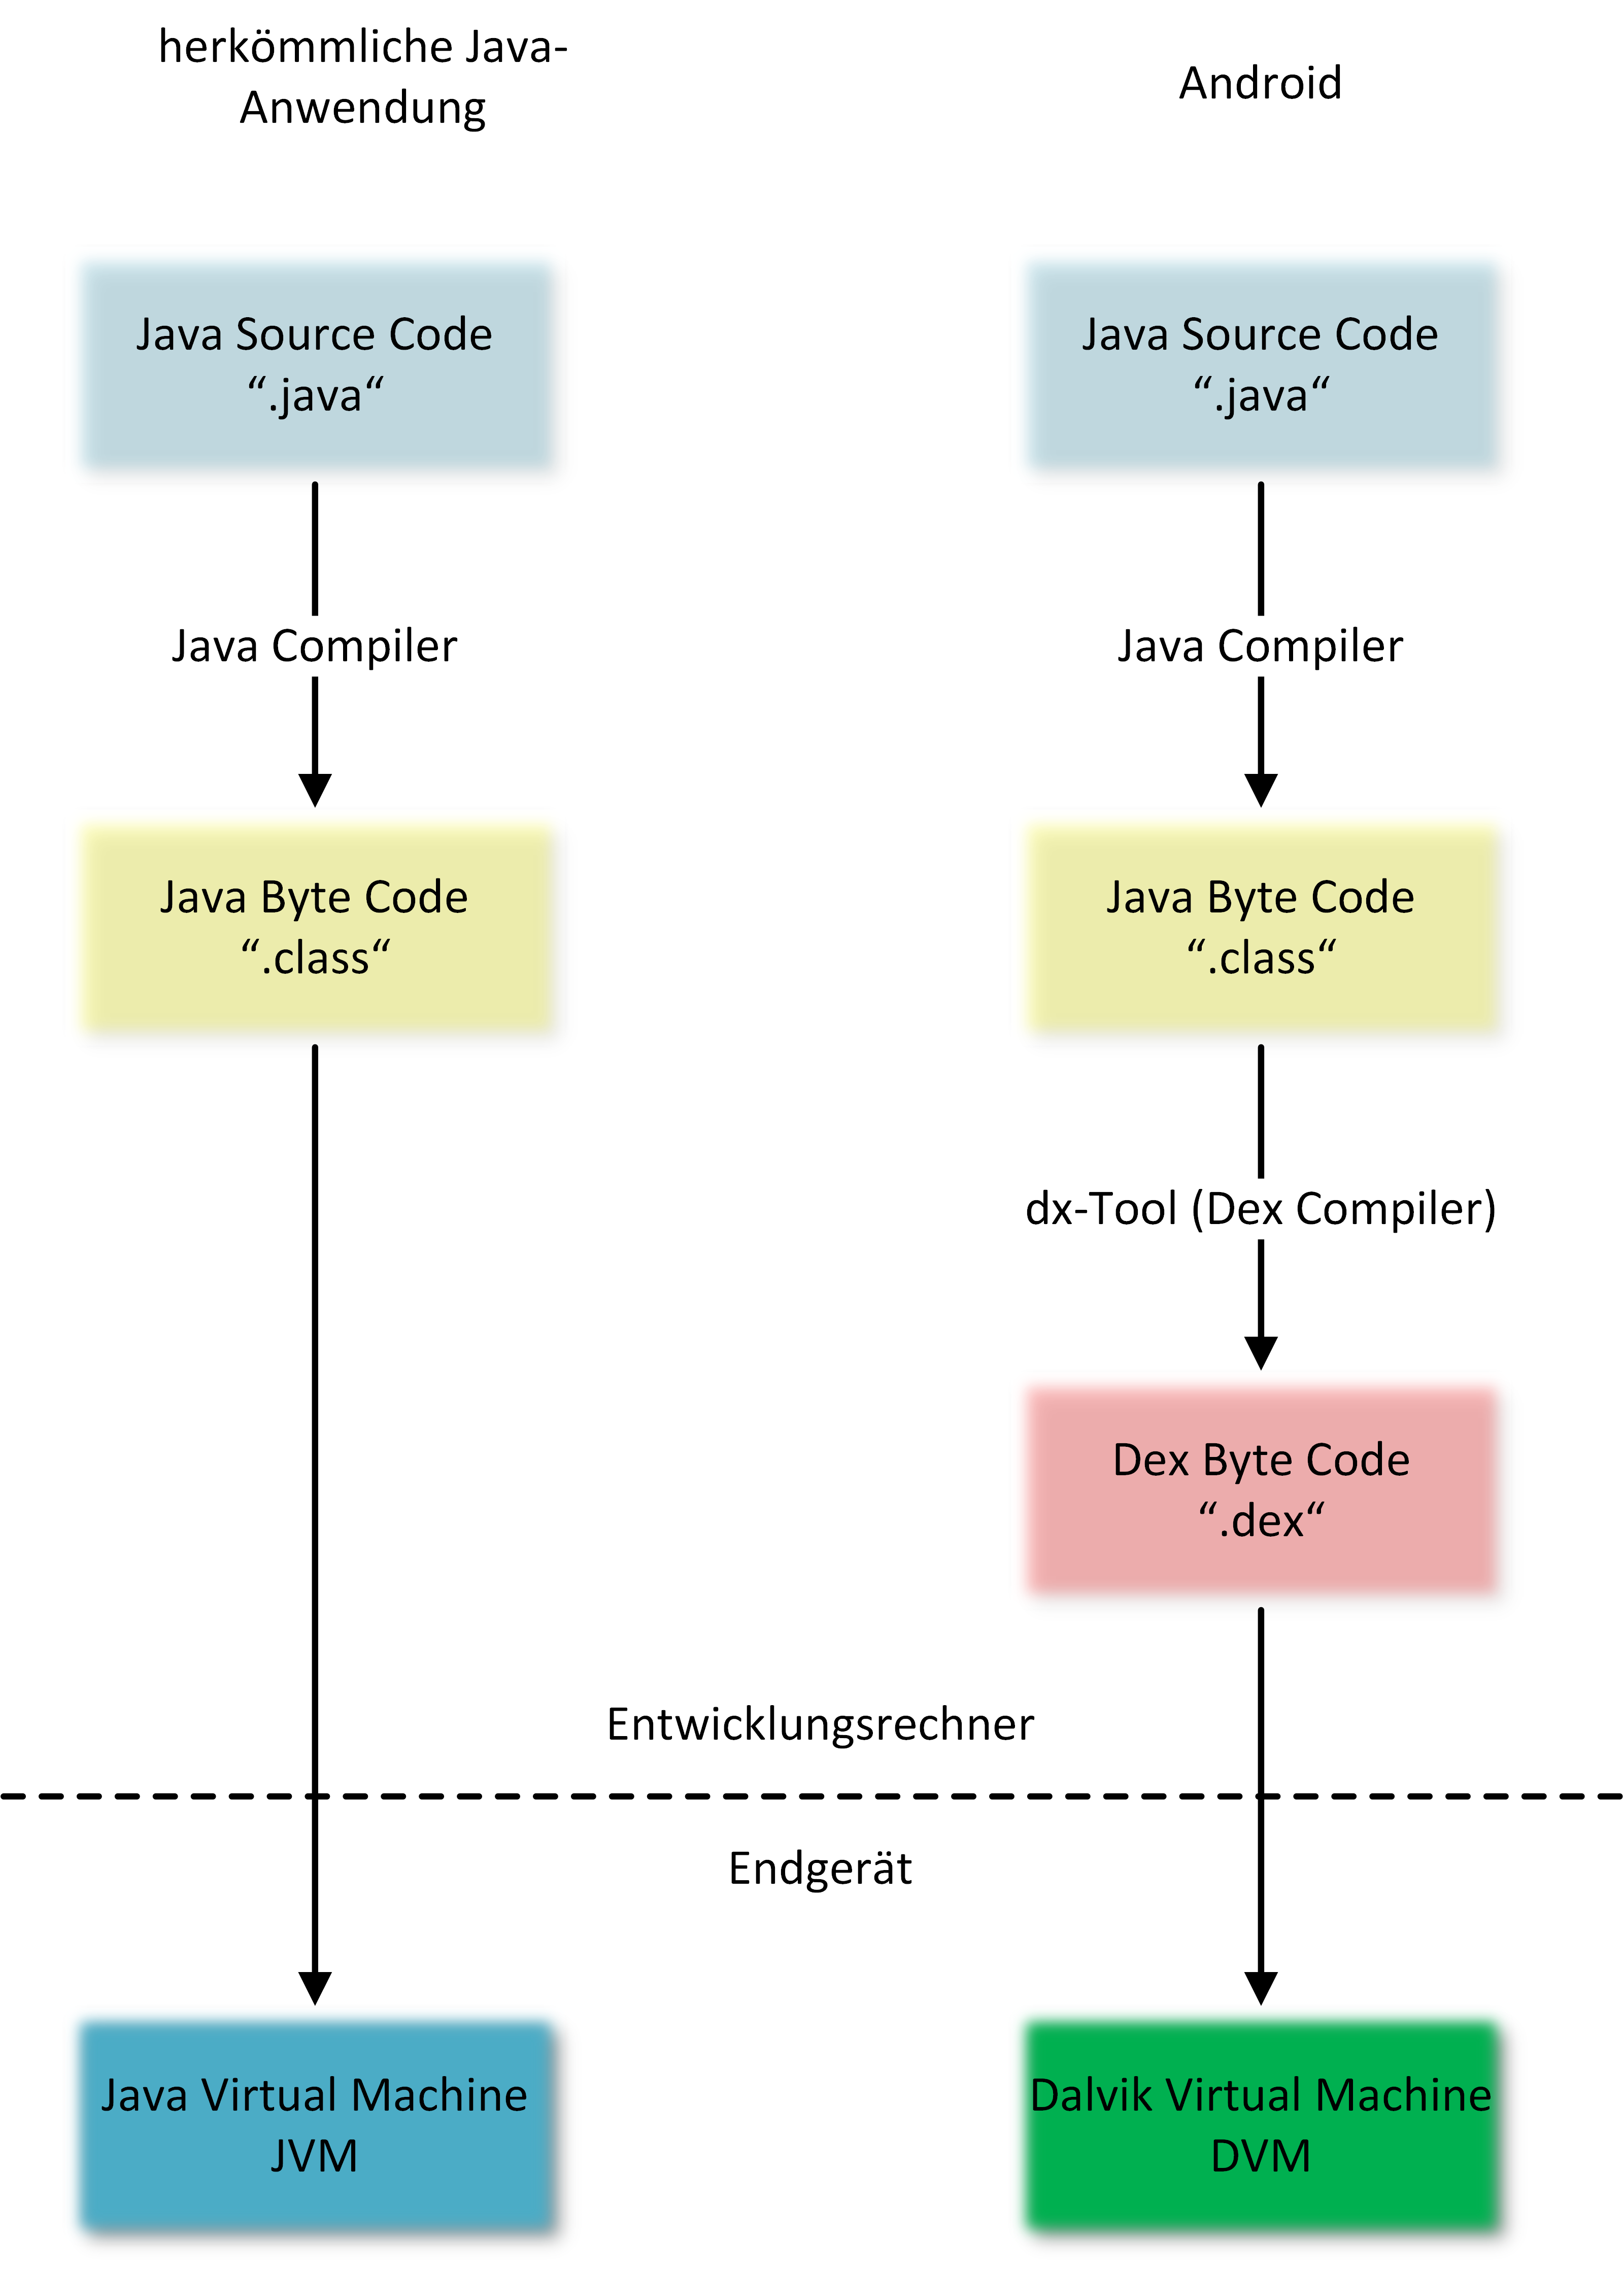 herkömmliche Java-
Anwendung
Android
Java Source Code
“.java“
Java Source Code
“.java“
Java Compiler
Java Compiler
Java Byte Code
“.class“
Java Byte Code
“.class“
dx-Tool (Dex Compiler)
Dex Byte Code
“.dex“
Entwicklungsrechner
Endgerät
Java Virtual Machine
JVM
Dalvik Virtual Machine
DVM